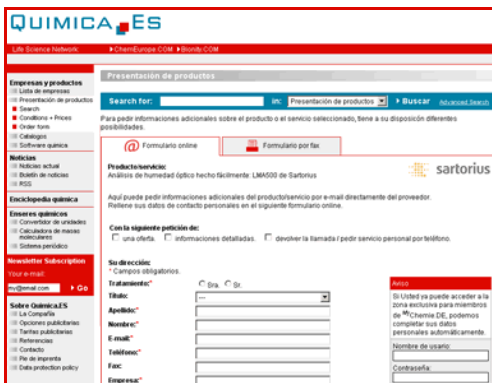 QUIMICA ES
Life Science Network: ChemEurope.COM Bionity.COM
Empresas y productos
Lista de empresas
Presentación de productos
Search
Conditions + Prices
Order form
Catálogos
Software química
Noticias
Noticias actual
Boletín de noticias
RSS
Enciclopedia química
Enseres químicos
Convertidor de unidades
Calculadora de masas
moleculares
Sistema periódico
Newsletter Subscription
Your e-mail:
my@email.com Go
Sobre Quimica.ES
La Compañía
Opciones publicitarias
Tarifas publicitarias
Referencias
Contacto
Pie de imprenta
Data protection policy
Presentación de productos
Search for: in: Presentación de productos Buscar Advanced Search
Para pedir informaciones adicionales sobre el producto o el servicio seleccionado, tiene a su disposición diferentes
posibilidades.
Formulario online Formulario por fax
Producto/servicio:
Análisis de humedad óptico hecho fácilmente: LMA500 de Sartorius
sartorius
Aquí puede pedir informaciones adicionales del producto/servicio por e-mail directamente del proveedor.
Rellene sus datos de contacto personales en el siguiente formulario online.
Con la siguiente petición de:
una oferta. informaciones detalladas. devolver la llamada / pedir servicio personal por teléfono.
Su dirección:
* Campos obligatorios.
Tratamiento:* Sra. Sr.
Título: ---
Apellido:*
Nombre:*
E-mail:*
Teléfono:*
Fax:
Empresa:*
Aviso
Si Usted ya puede acceder a la
zona exclusiva para miembros
de MyChemie.DE, podemos
completar sus datos
personales automáticamente.
Nombre de usario:
Contraseña: